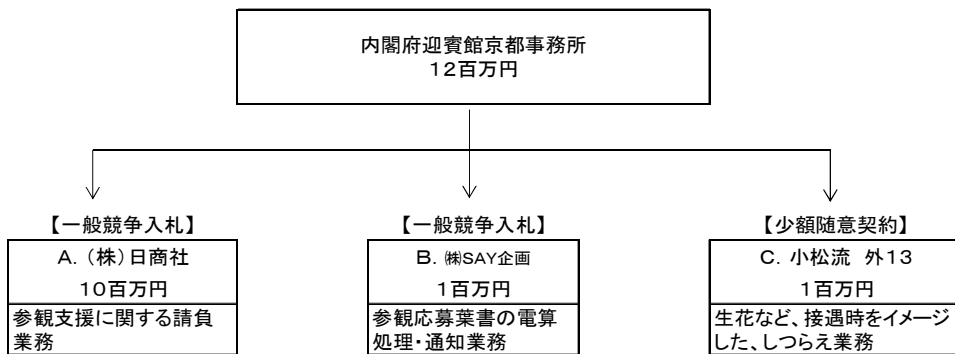 内閣府迎賓館京都事務所
12百万円
【一般競争入札】
A.（株）日商社
10百万円
参観支援に関する請負
業務
【一般競争入札】
B. ㈱SAY企画
1百万円
参観応募葉書の電算
処理・通知業務
【少額随意契約】
C. 小松流 外13
1百万円
生花など、接遇時をイメージ
した、しつらえ業務